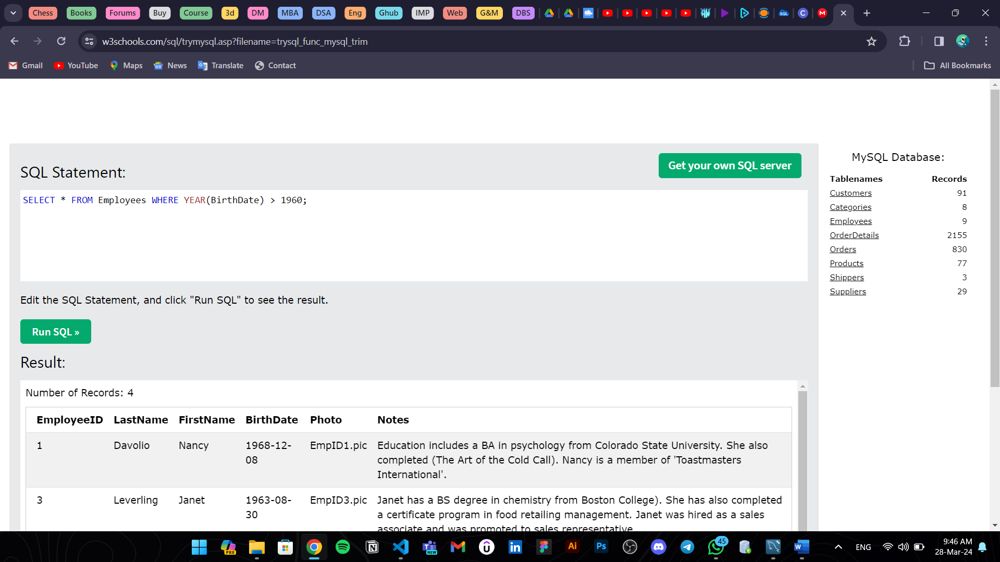 Chess Books Forums Buy Course 3d DM MBA DSA Eng Ghub IMP Web G&M DBS
w3schools.com/sql/trymysql.asp?filename=trysql_func_mysql_trim
Gmail YouTube Maps News Translate Contact All Bookmarks
Get your own SQL server
SQL Statement:
SELECT * FROM Employees WHERE YEAR(BirthDate) > 1960;
Edit the SQL Statement, and click "Run SQL" to see the result.
Run SQL »
Result:
Number of Records: 4
EmployeeID LastName FirstName BirthDate Photo Notes
1 Davolio Nancy 1968-12- EmpID1.pic Education includes a BA in psychology from Colorado State University. She also
08 completed (The Art of the Cold Call). Nancy is a member of 'Toastmasters
International'.
3 Leverling Janet 1963-08- EmpID3.pic Janet has a BS degree in chemistry from Boston College). She has also completed
30 a certificate program in food retailing management. Janet was hired as a sales
associate and was promoted to sales representative.
MySQL Database:
Tablenames Records
Customers 91
Categories 8
Employees 9
OrderDetails 2155
Orders 830
Products 77
Shippers 3
Suppliers 29
PRE
NEW
Ai
Ps
45
ENG
9:46 AM
28-Mar-24